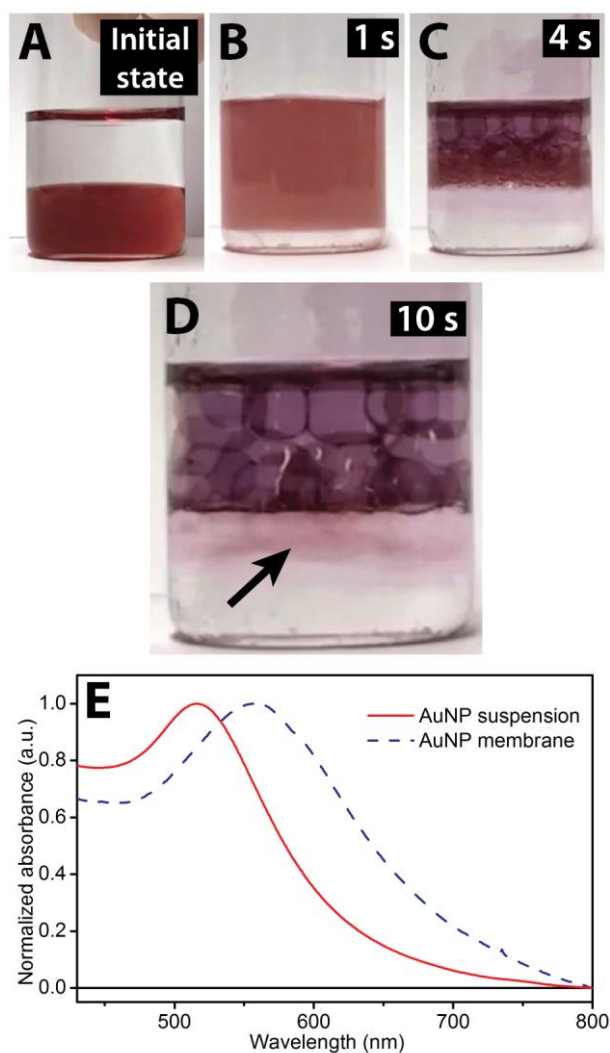 A
Initial
state
B
1 s
C
4 s
D
10 s
E
AuNP suspension
AuNP membrane
Normalized absorbance (a.u.)
1.0
0.8
0.6
0.4
0.2
0.0
500
600
700
800
Wavelength (nm)